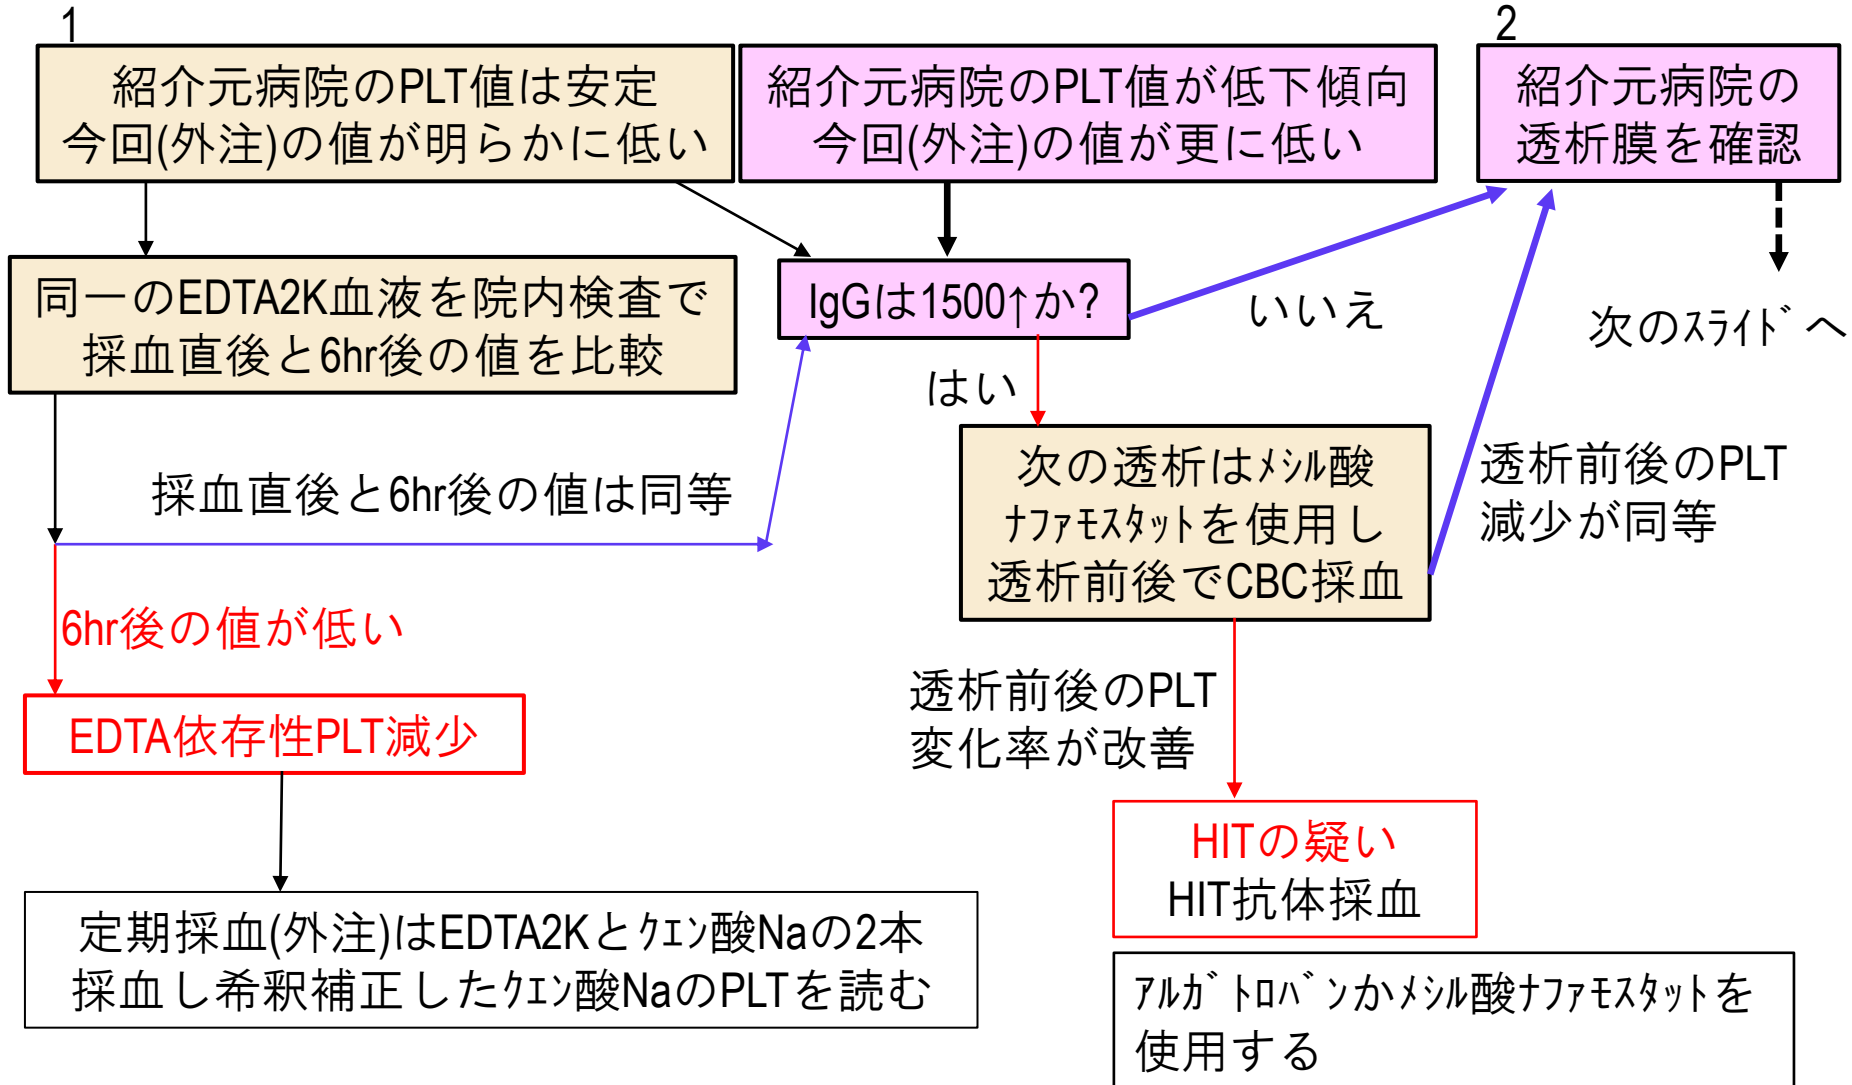 1
紹介元病院のPLT値は安定
今回(外注)の値が明らかに低い
紹介元病院のPLT値が低下傾向
今回(外注)の値が更に低い
2
紹介元病院の
透析膜を確認
同一のEDTA2K血液を院内検査で
採血直後と6hr後の値を比較
IgGは1500↑か?
いいえ
次のｽﾗｲﾄﾞへ
はい
採血直後と6hr後の値は同等
次の透析はﾒｼﾙ酸
ﾅﾌｧﾓｽﾀｯﾄを使用し
透析前後でCBC採血
透析前後のPLT
減少が同等
6hr後の値が低い
EDTA依存性PLT減少
透析前後のPLT
変化率が改善
HITの疑い
HIT抗体採血
定期採血(外注)はEDTA2Kとｸｴﾝ酸Naの2本
採血し希釈補正したｸｴﾝ酸NaのPLTを読む
ｱﾙｶﾞﾄﾛﾊﾞﾝかﾒｼﾙ酸ﾅﾌｧﾓｽﾀｯﾄを
使用する